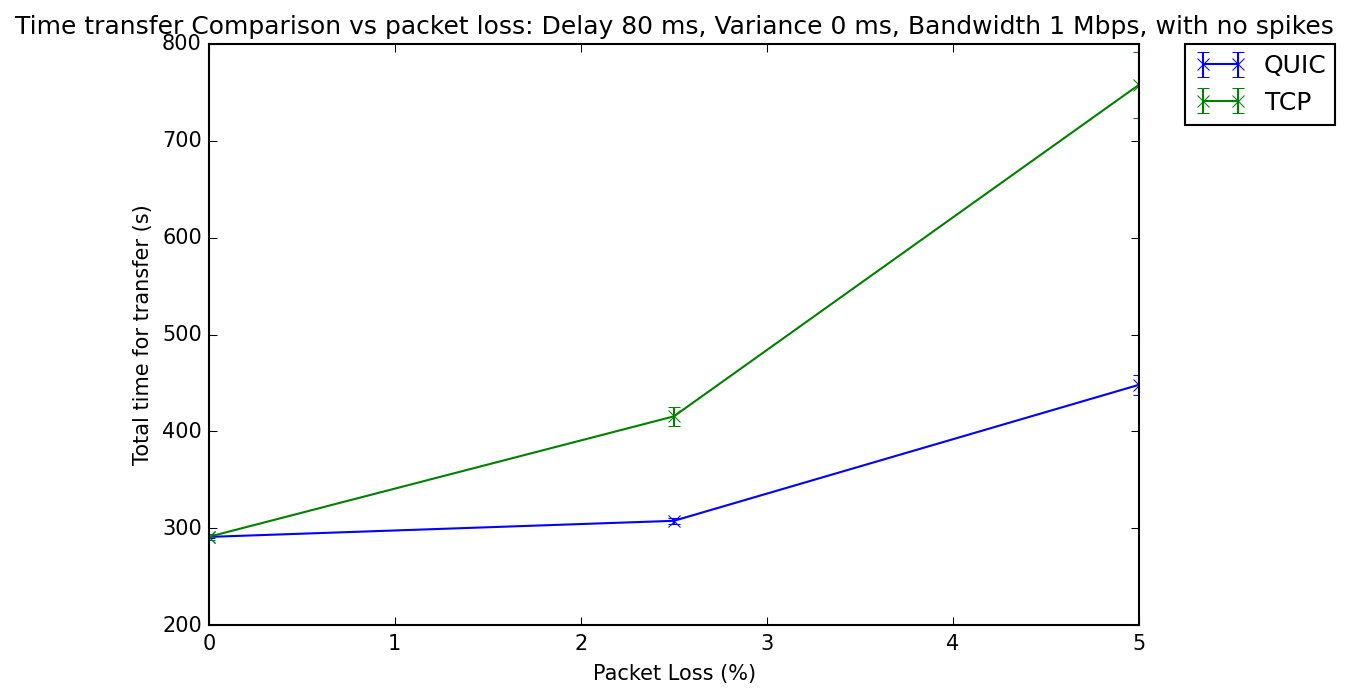 Time transfer Comparison vs packet loss: Delay 80 ms, Variance 0 ms, Bandwidth 1 Mbps, with no spikes
QUIC
TCP
800
700
600
500
400
300
200
Total time for transfer (s)
0 1 2 3 4 5
Packet Loss (%)